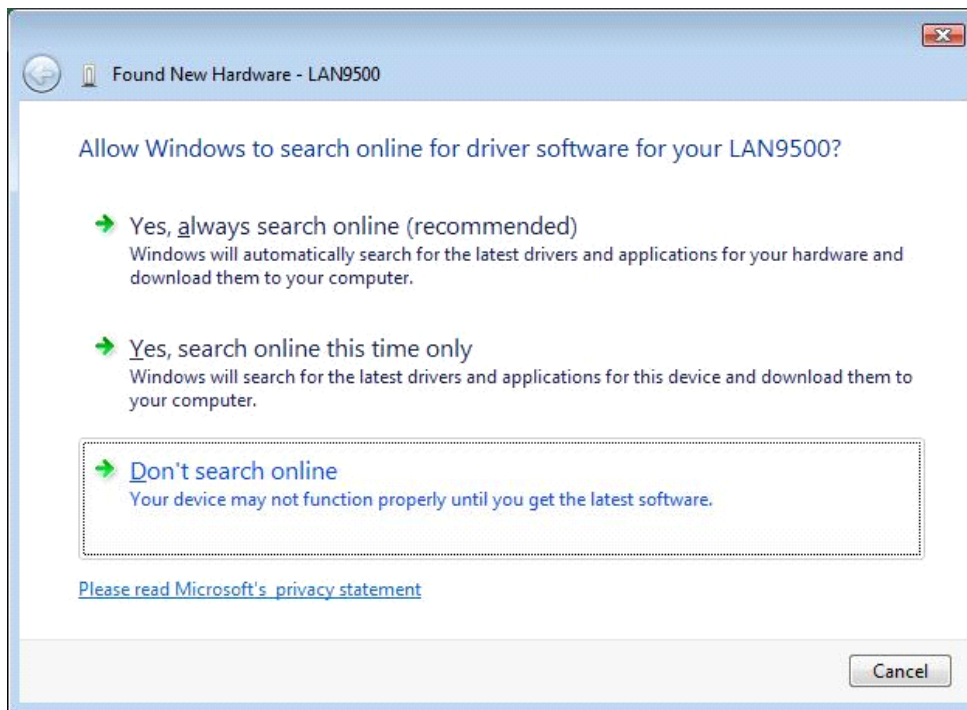 Found New Hardware - LAN9500
Allow Windows to search online for driver software for your LAN9500?
Yes, always search online (recommended)
Windows will automatically search for the latest drivers and applications for your hardware and
download them to your computer.
Yes, search online this time only
Windows will search for the latest drivers and applications for this device and download them to
your computer.
Don't search online
Your device may not function properly until you get the latest software.
Please read Microsoft's privacy statement
Cancel